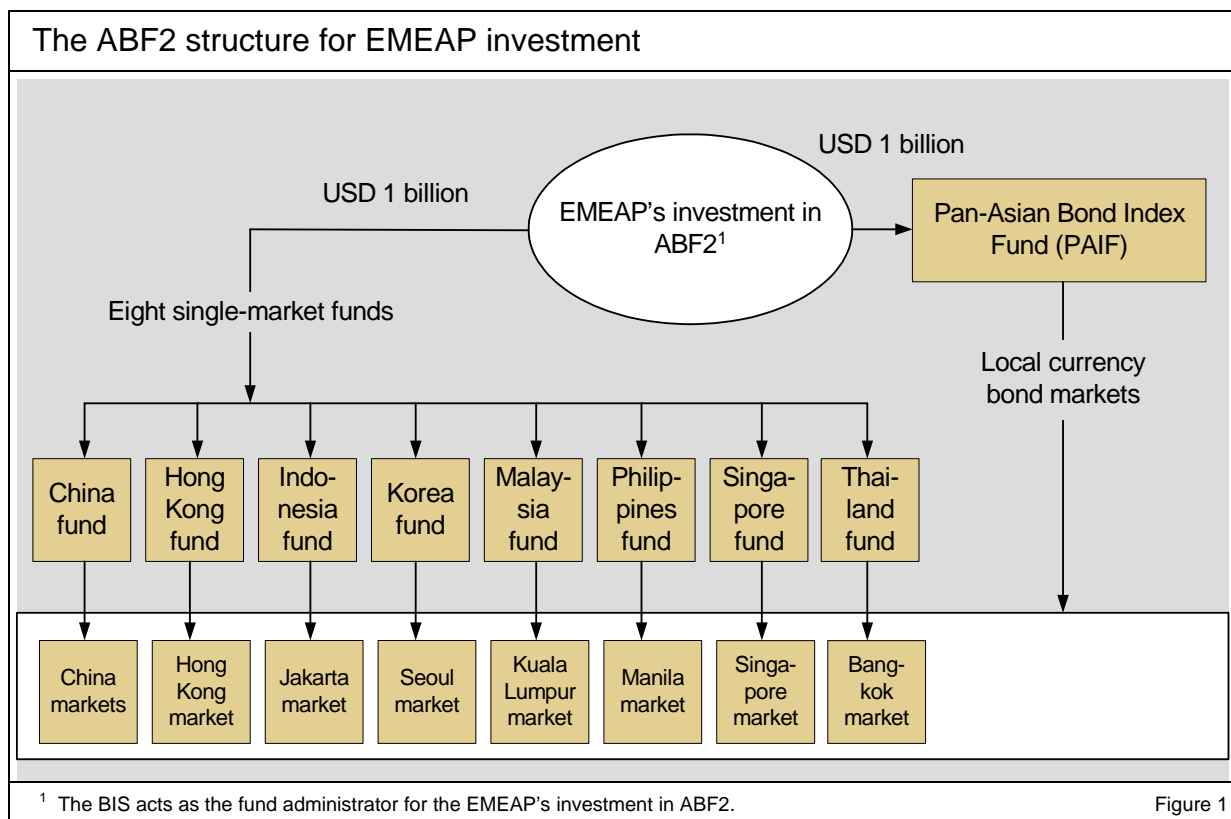 The ABF2 structure for EMEAP investment
USD 1 billion
USD 1 billion
EMEAP's investment in
ABF2¹
Pan-Asian Bond Index
Fund (PAIF)
Eight single-market funds
Local currency
bond markets
China
fund
Hong
Kong
fund
Indo-
nesia
fund
Korea
fund
Malay-
sia
fund
Philip-
pines
fund
Singa-
pore
fund
Thai-
land
fund
China
markets
Hong
Kong
market
Jakarta
market
Seoul
market
Kuala
Lumpur
market
Manila
market
Singa-
pore
market
Bang-
kok
market
¹ The BIS acts as the fund administrator for the EMEAP's investment in ABF2.
Figure 1